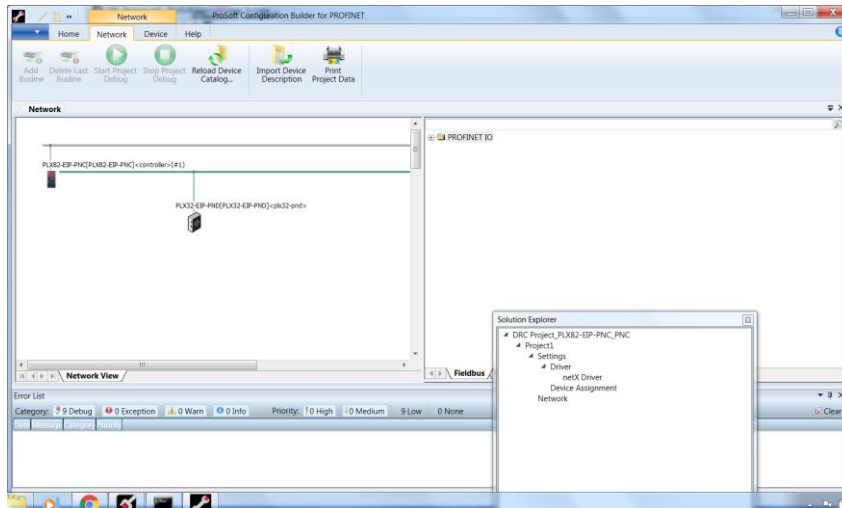 Network
ProSoft Configuration Builder for PROFINET
Home Network Device Help
Add Busline
Delete Last Busline
Start Project Debug
Stop Project Debug
Reload Device Catalog...
Import Device Description
Print Project Data
Network
PROFINET IO
PLX82-EIP-PNC[PLX82-EIP-PNC]<controller>(#1)
PLX32-EIP-PND[PLX32-EIP-PND]<plx32-pnd>
Network View
Fieldbus
Solution Explorer
DRC Project_PLX82-EIP-PNC_PNC
Project1
Settings
Driver
netX Driver
Device Assignment
Network
Error List
Category: 9 Debug 0 Exception 0 Warn 0 Info Priority: 0 High 0 Medium 9 Low 0 None
Clear
Date Message Category Priority